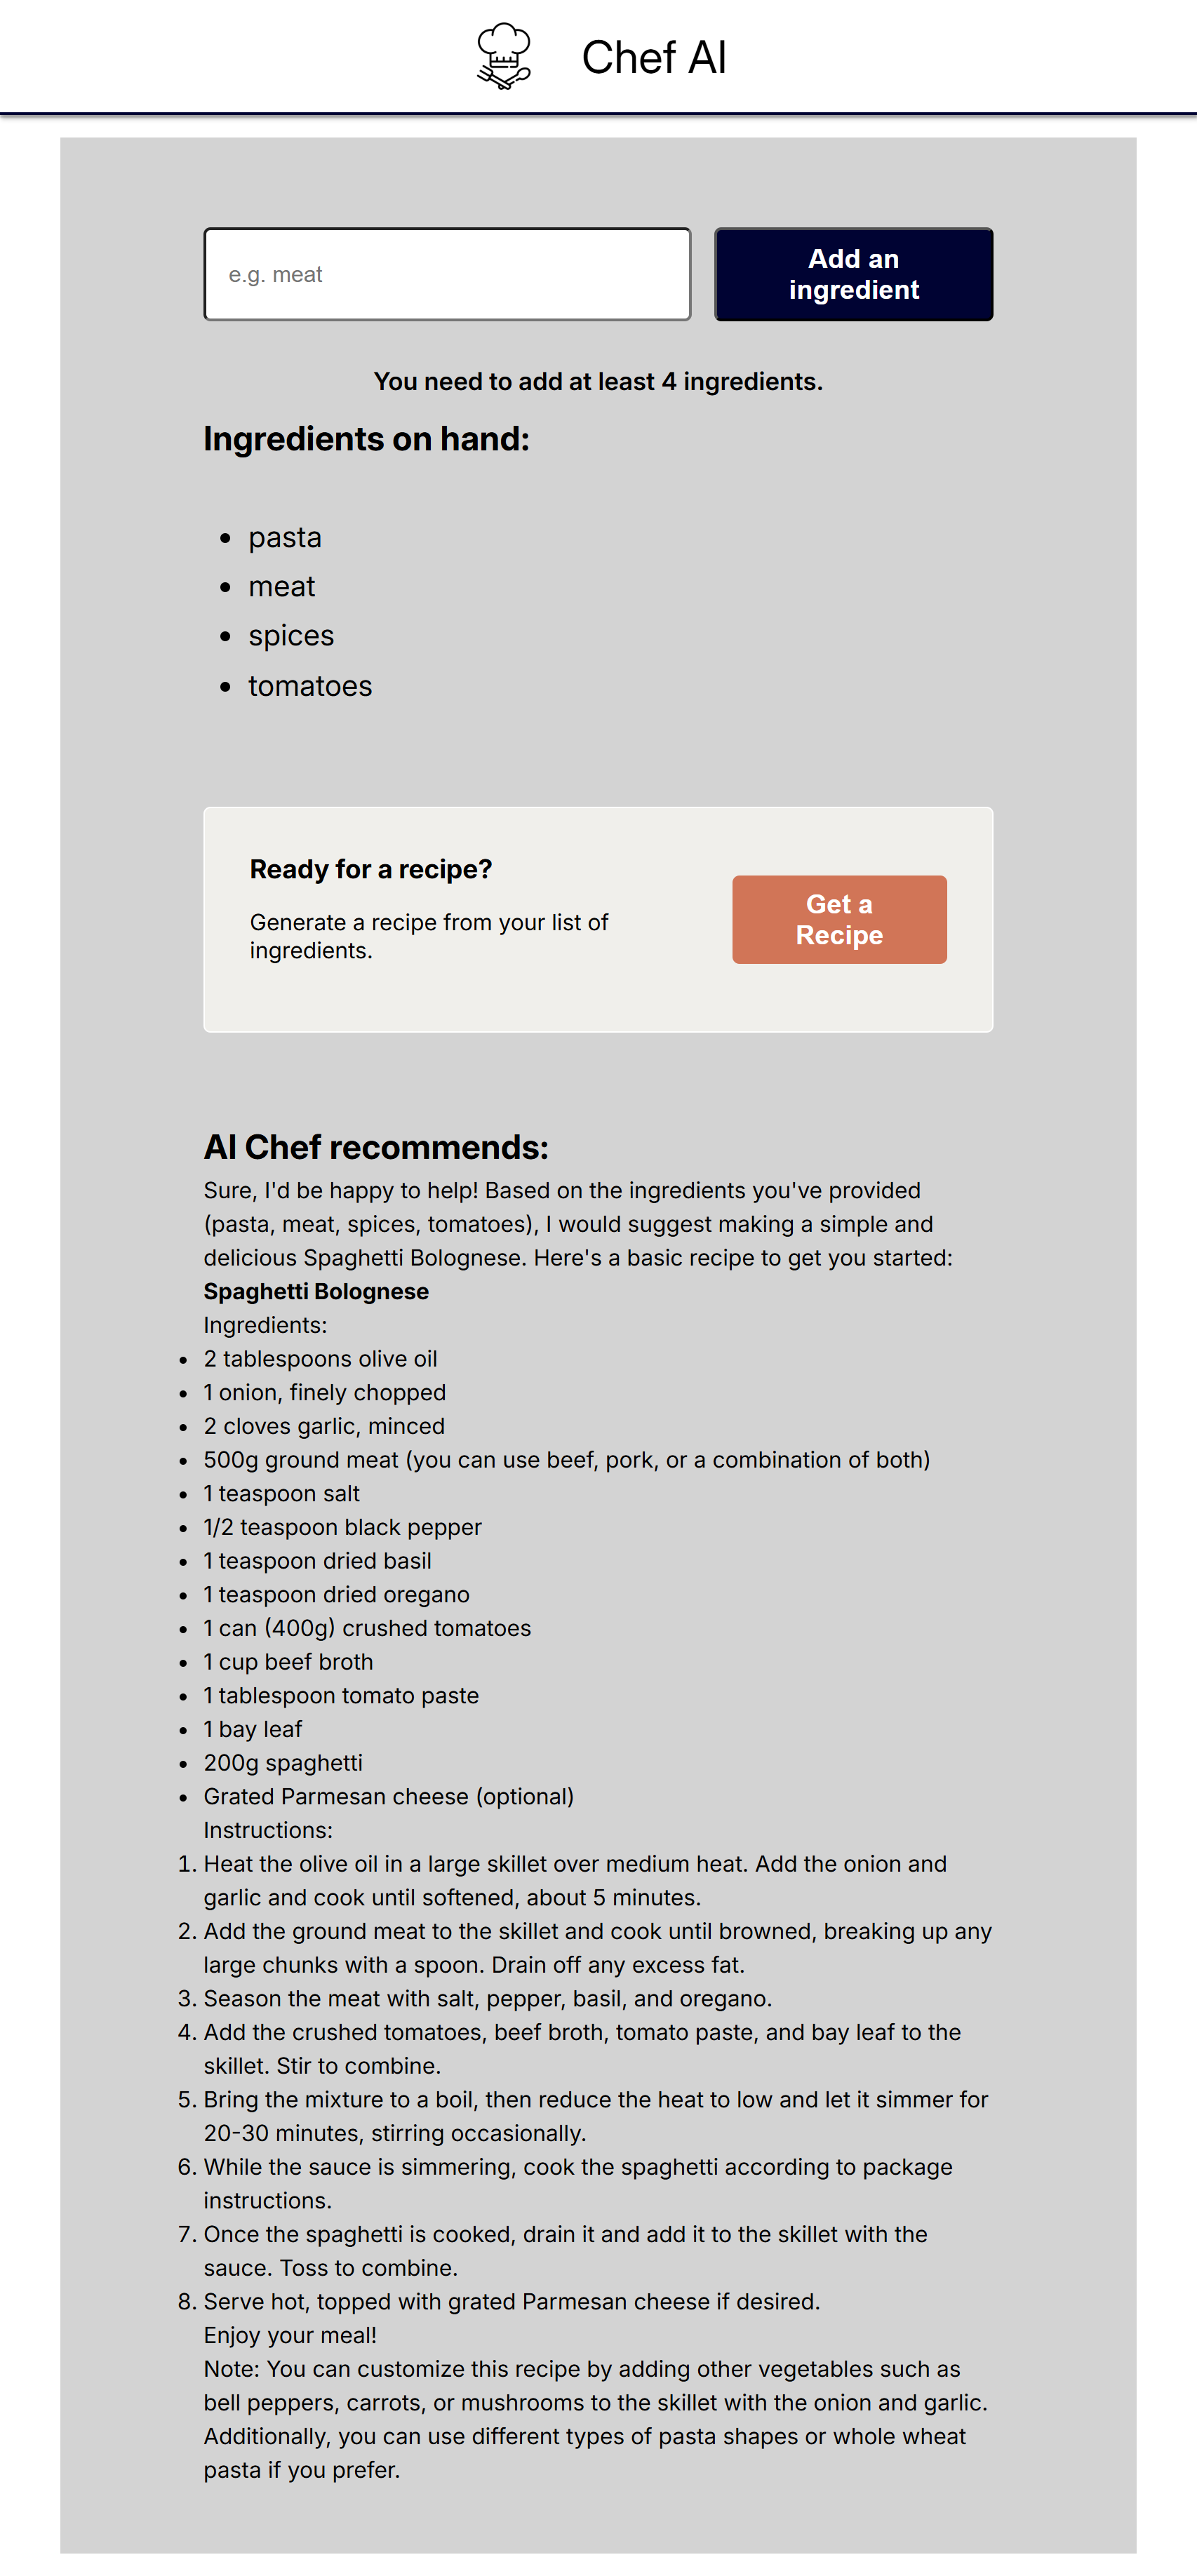 Chef AI
e.g. meat
Add an
ingredient
You need to add at least 4 ingredients.
Ingredients on hand:
• pasta
• meat
• spices
• tomatoes
Ready for a recipe?
Generate a recipe from your list of
ingredients.
Get a
Recipe
AI Chef recommends:
Sure, I'd be happy to help! Based on the ingredients you've provided
(pasta, meat, spices, tomatoes), I would suggest making a simple and
delicious Spaghetti Bolognese. Here's a basic recipe to get you started:
Spaghetti Bolognese
Ingredients:
• 2 tablespoons olive oil
• 1 onion, finely chopped
• 2 cloves garlic, minced
• 500g ground meat (you can use beef, pork, or a combination of both)
• 1 teaspoon salt
• 1/2 teaspoon black pepper
• 1 teaspoon dried basil
• 1 teaspoon dried oregano
• 1 can (400g) crushed tomatoes
• 1 cup beef broth
• 1 tablespoon tomato paste
• 1 bay leaf
• 200g spaghetti
• Grated Parmesan cheese (optional)
Instructions:
1. Heat the olive oil in a large skillet over medium heat. Add the onion and
garlic and cook until softened, about 5 minutes.
2. Add the ground meat to the skillet and cook until browned, breaking up any
large chunks with a spoon. Drain off any excess fat.
3. Season the meat with salt, pepper, basil, and oregano.
4. Add the crushed tomatoes, beef broth, tomato paste, and bay leaf to the
skillet. Stir to combine.
5. Bring the mixture to a boil, then reduce the heat to low and let it simmer for
20-30 minutes, stirring occasionally.
6. While the sauce is simmering, cook the spaghetti according to package
instructions.
7. Once the spaghetti is cooked, drain it and add it to the skillet with the
sauce. Toss to combine.
8. Serve hot, topped with grated Parmesan cheese if desired.
Enjoy your meal!
Note: You can customize this recipe by adding other vegetables such as
bell peppers, carrots, or mushrooms to the skillet with the onion and garlic.
Additionally, you can use different types of pasta shapes or whole wheat
pasta if you prefer.